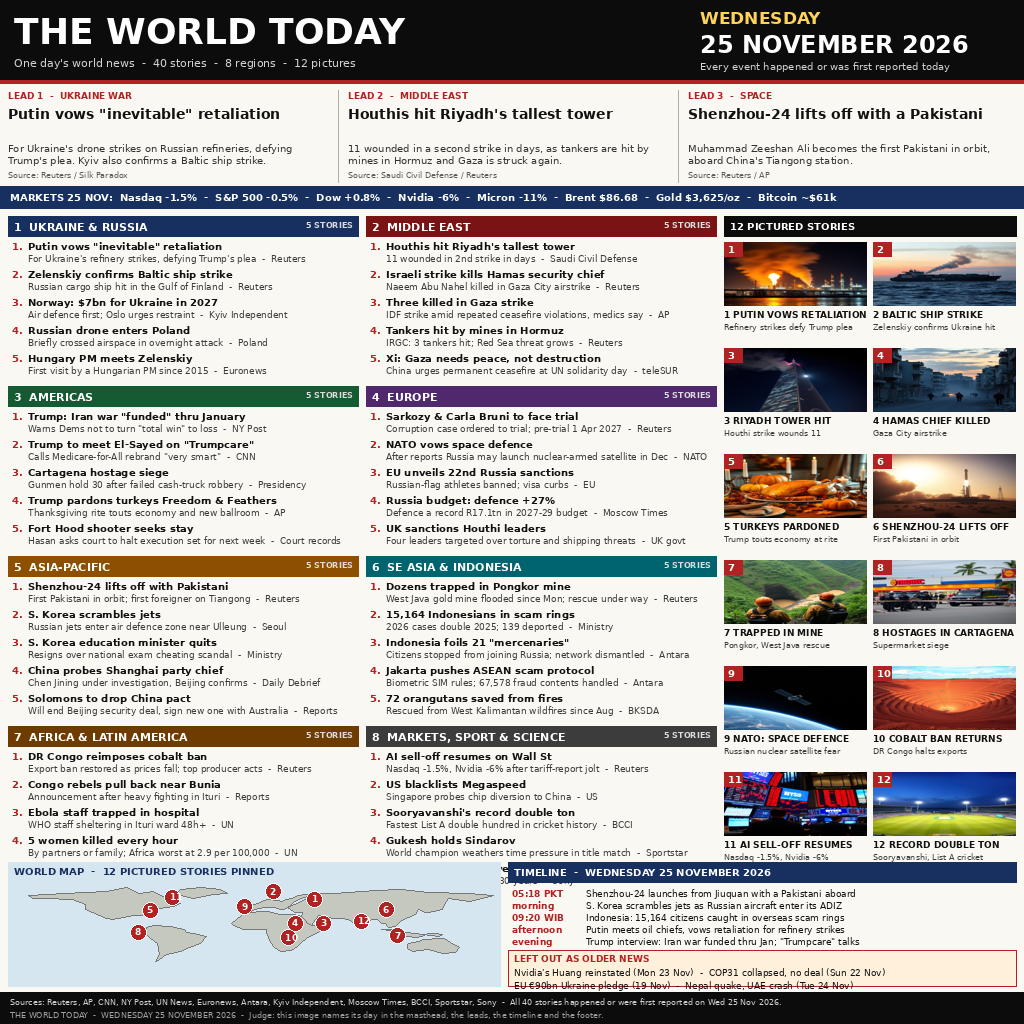 THE WORLD TODAY
One day's world news - 40 stories - 8 regions - 12 pictures
WEDNESDAY
25 NOVEMBER 2026
Every event happened or was first reported today
LEAD 1 - UKRAINE WAR
Putin vows "inevitable" retaliation
For Ukraine's drone strikes on Russian refineries, defying
Trump's plea. Kyiv also confirms a Baltic ship strike.
Source: Reuters / Silk Paradox
LEAD 2 - MIDDLE EAST
Houthis hit Riyadh's tallest tower
11 wounded in a second strike in days, as tankers are hit by
mines in Hormuz and Gaza is struck again.
Source: Saudi Civil Defense / Reuters
LEAD 3 - SPACE
Shenzhou-24 lifts off with a Pakistani
Muhammad Zeeshan Ali becomes the first Pakistani in orbit,
aboard China's Tiangong station.
Source: Reuters / AP
MARKETS 25 NOV: Nasdaq -1.5% - S&P 500 -0.5% - Dow +0.8% - Nvidia -6% - Micron -11% - Brent $86.68 - Gold $3,625/oz - Bitcoin ~$61k
1 UKRAINE & RUSSIA 5 STORIES
1. Putin vows "inevitable" retaliation
For Ukraine's refinery strikes, defying Trump's plea - Reuters
2. Zelenskiy confirms Baltic ship strike
Russian cargo ship hit in the Gulf of Finland - Reuters
3. Norway: $7bn for Ukraine in 2027
Air defence first; Oslo urges restraint - Kyiv Independent
4. Russian drone enters Poland
Briefly crossed airspace in overnight attack - Poland
5. Hungary PM meets Zelenskiy
First visit by a Hungarian PM since 2015 - Euronews
2 MIDDLE EAST 5 STORIES
1. Houthis hit Riyadh's tallest tower
11 wounded in 2nd strike in days - Saudi Civil Defense
2. Israeli strike kills Hamas security chief
Naeem Abu Nahel killed in Gaza City airstrike - Reuters
3. Three killed in Gaza strike
IDF strike amid repeated ceasefire violations, medics say - AP
4. Tankers hit by mines in Hormuz
IRGC: 3 tankers hit; Red Sea threat grows - Reuters
5. Xi: Gaza needs peace, not destruction
China urges permanent ceasefire at UN solidarity day - teleSUR
3 AMERICAS 5 STORIES
1. Trump: Iran war "funded" thru January
Warns Dems not to turn "total win" to loss - NY Post
2. Trump to meet El-Sayed on "Trumpcare"
Calls Medicare-for-All rebrand "very smart" - CNN
3. Cartagena hostage siege
Gunmen hold 30 after failed cash-truck robbery - Presidency
4. Trump pardons turkeys Freedom & Feathers
Thanksgiving rite touts economy and new ballroom - AP
5. Fort Hood shooter seeks stay
Hasan asks court to halt execution set for next week - Court records
4 EUROPE 5 STORIES
1. Sarkozy & Carla Bruni to face trial
Corruption case ordered to trial; pre-trial 1 Apr 2027 - Reuters
2. NATO vows space defence
After reports Russia may launch nuclear-armed satellite in Dec - NATO
3. EU unveils 22nd Russia sanctions
Russian-flag athletes banned; visa curbs - EU
4. Russia budget: defence +27%
Defence a record R17.1tn in 2027-29 budget - Moscow Times
5. UK sanctions Houthi leaders
Four leaders targeted over torture and shipping threats - UK govt
5 ASIA-PACIFIC 5 STORIES
1. Shenzhou-24 lifts off with Pakistani
First Pakistani in orbit; first foreigner on Tiangong - Reuters
2. S. Korea scrambles jets
Russian jets enter air defence zone near Ulleung - Seoul
3. S. Korea education minister quits
Resigns over national exam cheating scandal - Ministry
4. China probes Shanghai party chief
Chen Jining under investigation, Beijing confirms - Daily Debrief
5. Solomons to drop China pact
Will end Beijing security deal, sign new one with Australia - Reports
6 SE ASIA & INDONESIA 5 STORIES
1. Dozens trapped in Pongkor mine
West Java gold mine flooded since Mon; rescue under way - Reuters
2. 15,164 Indonesians in scam rings
2026 cases double 2025; 139 deported - Ministry
3. Indonesia foils 21 "mercenaries"
Citizens stopped from joining Russia; network dismantled - Antara
4. Jakarta pushes ASEAN scam protocol
Biometric SIM rules; 67,578 fraud contents handled - Antara
5. 72 orangutans saved from fires
Rescued from West Kalimantan wildfires since Aug - BKSDA
7 AFRICA & LATIN AMERICA 5 STORIES
1. DR Congo reimposes cobalt ban
Export ban restored as prices fall; top producer acts - Reuters
2. Congo rebels pull back near Bunia
Announcement after heavy fighting in Ituri - Reports
3. Ebola staff trapped in hospital
WHO staff sheltering in Ituri ward 48h+ - UN
4. 5 women killed every hour
By partners or family; Africa worst at 2.9 per 100,000 - UN
8 MARKETS, SPORT & SCIENCE 5 STORIES
1. AI sell-off resumes on Wall St
Nasdaq -1.5%, Nvidia -6% after tariff-report jolt - Reuters
2. US blacklists Megaspeed
Singapore probes chip diversion to China - US
3. Sooryavanshi's record double ton
Fastest List A double hundred in cricket history - BCCI
4. Gukesh holds Sindarov
World champion weathers time pressure in title match - Sportstar
12 PICTURED STORIES
1
2
1 PUTIN VOWS RETALIATION
Refinery strikes defy Trump plea
2 BALTIC SHIP STRIKE
Zelenskiy confirms Ukraine hit
3
4
3 RIYADH TOWER HIT
Houthi strike wounds 11
4 HAMAS CHIEF KILLED
Gaza City airstrike
5
6
5 TURKEYS PARDONED
Trump touts economy at rite
6 SHENZHOU-24 LIFTS OFF
First Pakistani in orbit
7
8
7 TRAPPED IN MINE
Pongkor, West Java rescue
8 HOSTAGES IN CARTAGENA
Supermarket siege
9
10
9 NATO: SPACE DEFENCE
Russian nuclear satellite fear
10 COBALT BAN RETURNS
DR Congo halts exports
11
12
11 AI SELL-OFF RESUMES
Nasdaq -1.5%, Nvidia -6%
12 RECORD DOUBLE TON
Sooryavanshi, List A cricket
WORLD MAP - 12 PICTURED STORIES PINNED
11
2
1
5
9
6
4
3
12
8
10
7
TIMELINE - WEDNESDAY 25 NOVEMBER 2026
05:18 PKT Shenzhou-24 launches from Jiuquan with a Pakistani aboard
morning S. Korea scrambles jets as Russian aircraft enter its ADIZ
09:20 WIB Indonesia: 15,164 citizens caught in overseas scam rings
afternoon Putin meets oil chiefs, vows retaliation for refinery strikes
evening Trump interview: Iran war funded thru Jan; "Trumpcare" talks
LEFT OUT AS OLDER NEWS
Nvidia's Huang reinstated (Mon 23 Nov) - COP31 collapsed, no deal (Sun 22 Nov)
EU €90bn Ukraine pledge (19 Nov) - Nepal quake, UAE crash (Tue 24 Nov)
Sources: Reuters, AP, CNN, NY Post, UN News, Euronews, Antara, Kyiv Independent, Moscow Times, BCCI, Sportstar, Sony - All 40 stories happened or were first reported on Wed 25 Nov 2026.
THE WORLD TODAY - WEDNESDAY 25 NOVEMBER 2026 - Judge: this image names its day in the masthead, the leads, the timeline and the footer.